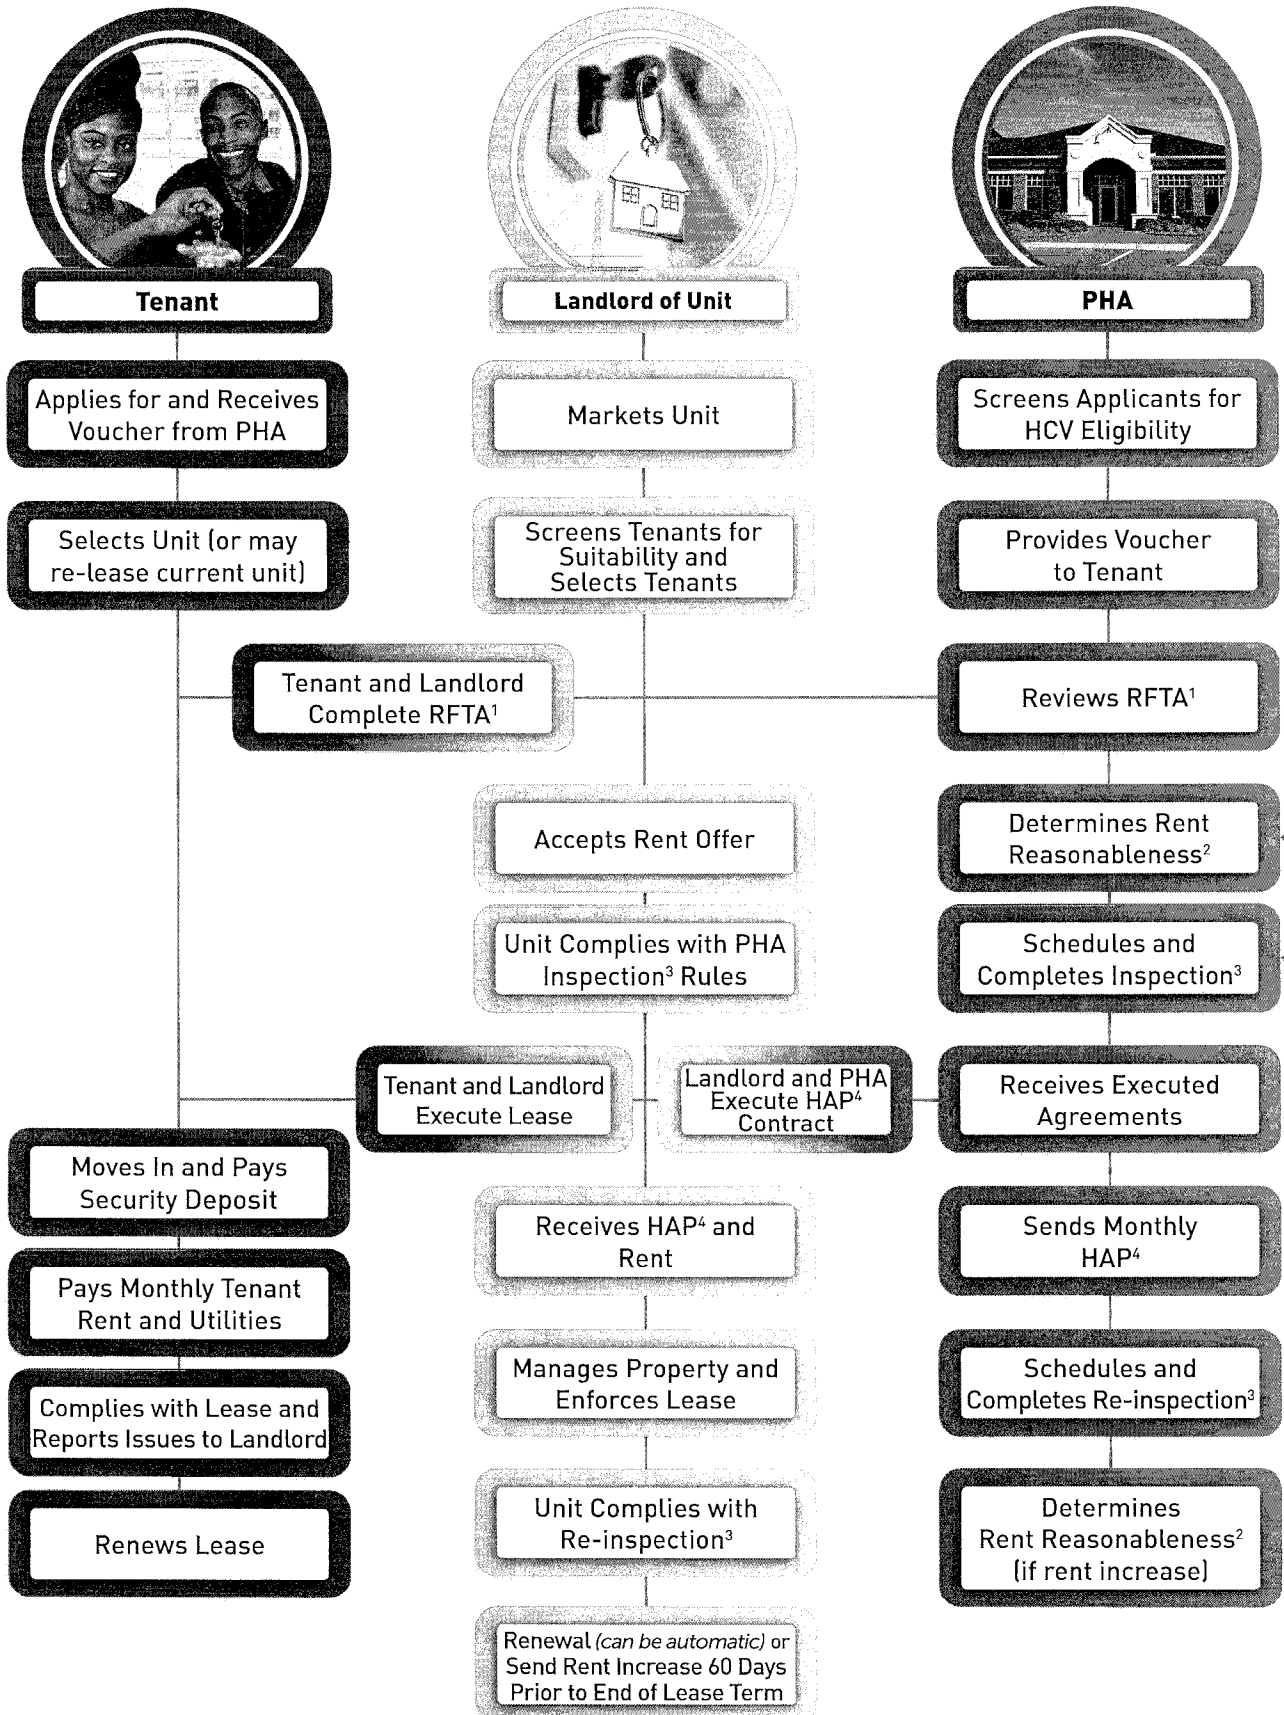 Tenant
Applies for and Receives
Voucher from PHA
Selects Unit (or may
re-lease current unit)
Landlord of Unit
Markets Unit
Screens Tenants for
Suitability and
Selects Tenants
PHA
Screens Applicants for
HCV Eligibility
Provides Voucher
to Tenant
Tenant and Landlord
Complete RFTA¹
Reviews RFTA¹
Accepts Rent Offer
Determines Rent
Reasonableness²
Unit Complies with PHA
Inspection³ Rules
Schedules and
Completes Inspection³
Tenant and Landlord
Execute Lease
Landlord and PHA
Execute HAP⁴
Contract
Receives Executed
Agreements
Moves In and Pays
Security Deposit
Pays Monthly Tenant
Rent and Utilities
Complies with Lease and
Reports Issues to Landlord
Renews Lease
Receives HAP⁴ and
Rent
Manages Property and
Enforces Lease
Unit Complies with
Re-inspection³
Renewal (can be automatic) or
Send Rent Increase 60 Days
Prior to End of Lease Term
Sends Monthly
HAP⁴
Schedules and
Completes Re-inspection³
Determines
Rent Reasonableness²
(if rent increase)